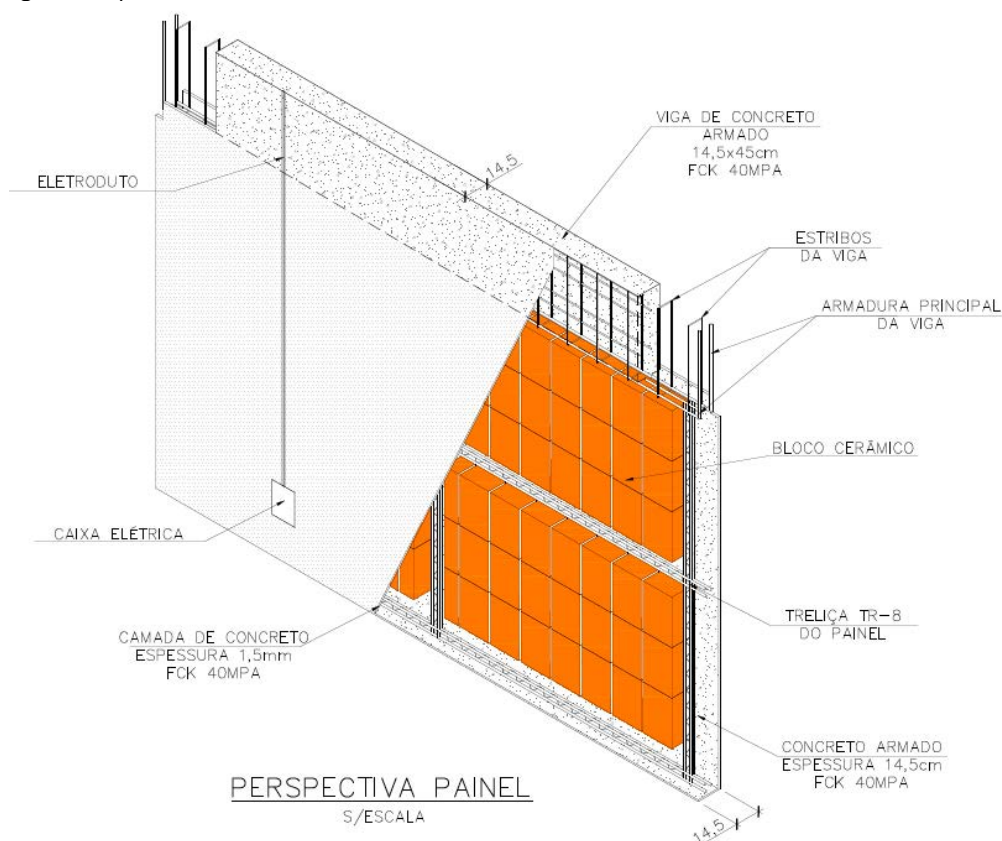 VIGA DE CONCRETO
ARMADO
14,5x45cm
FCK 40MPA
14,5
ELETRODUTO
ESTRIBOS
DA VIGA
ARMADURA PRINCIPAL
DA VIGA
BLOCO CERÂMICO
CAIXA ELÉTRICA
TRELIÇA TR-8
DO PAINEL
CAMADA DE CONCRETO
ESPESSURA 1,5mm
FCK 40MPA
CONCRETO ARMADO
ESPESSURA 14,5cm
FCK 40MPA
PERSPECTIVA PAINEL
S/ESCALA
14,5